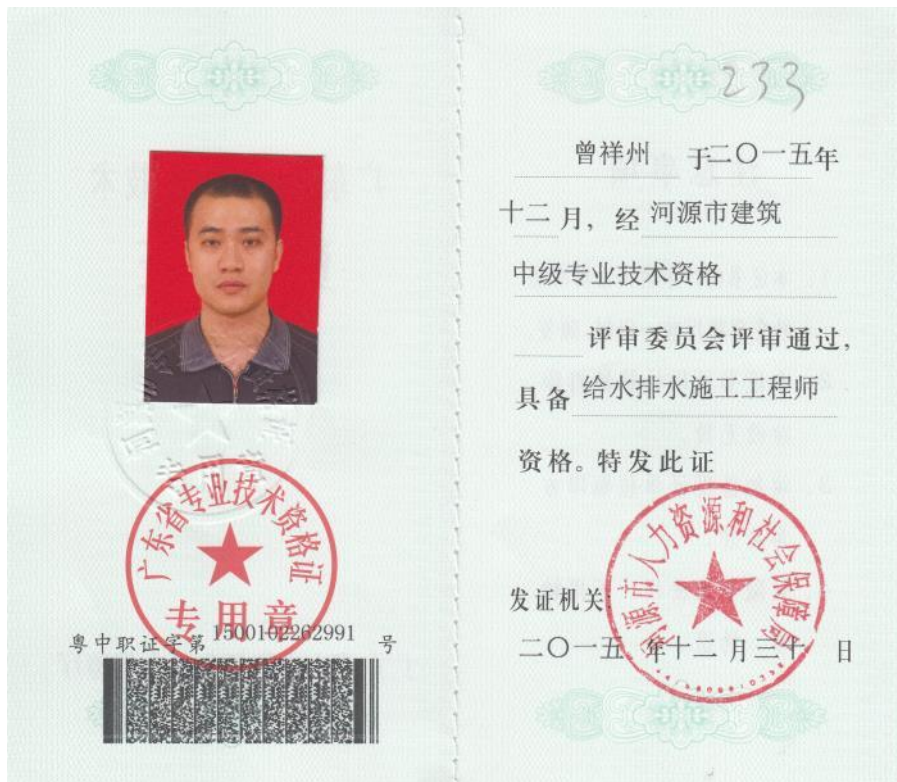 广东省专业技术资格证
专用章
粤中职证字第 1500102262991 号
233
曾祥州 于二〇一五年
十二月，经 河源市建筑
中级专业技术资格
评审委员会评审通过，
具备 给水排水施工工程师
资格。特发此证
河源市人力资源和社会保障局
发证机关:
二〇一五 年十二月三十 日